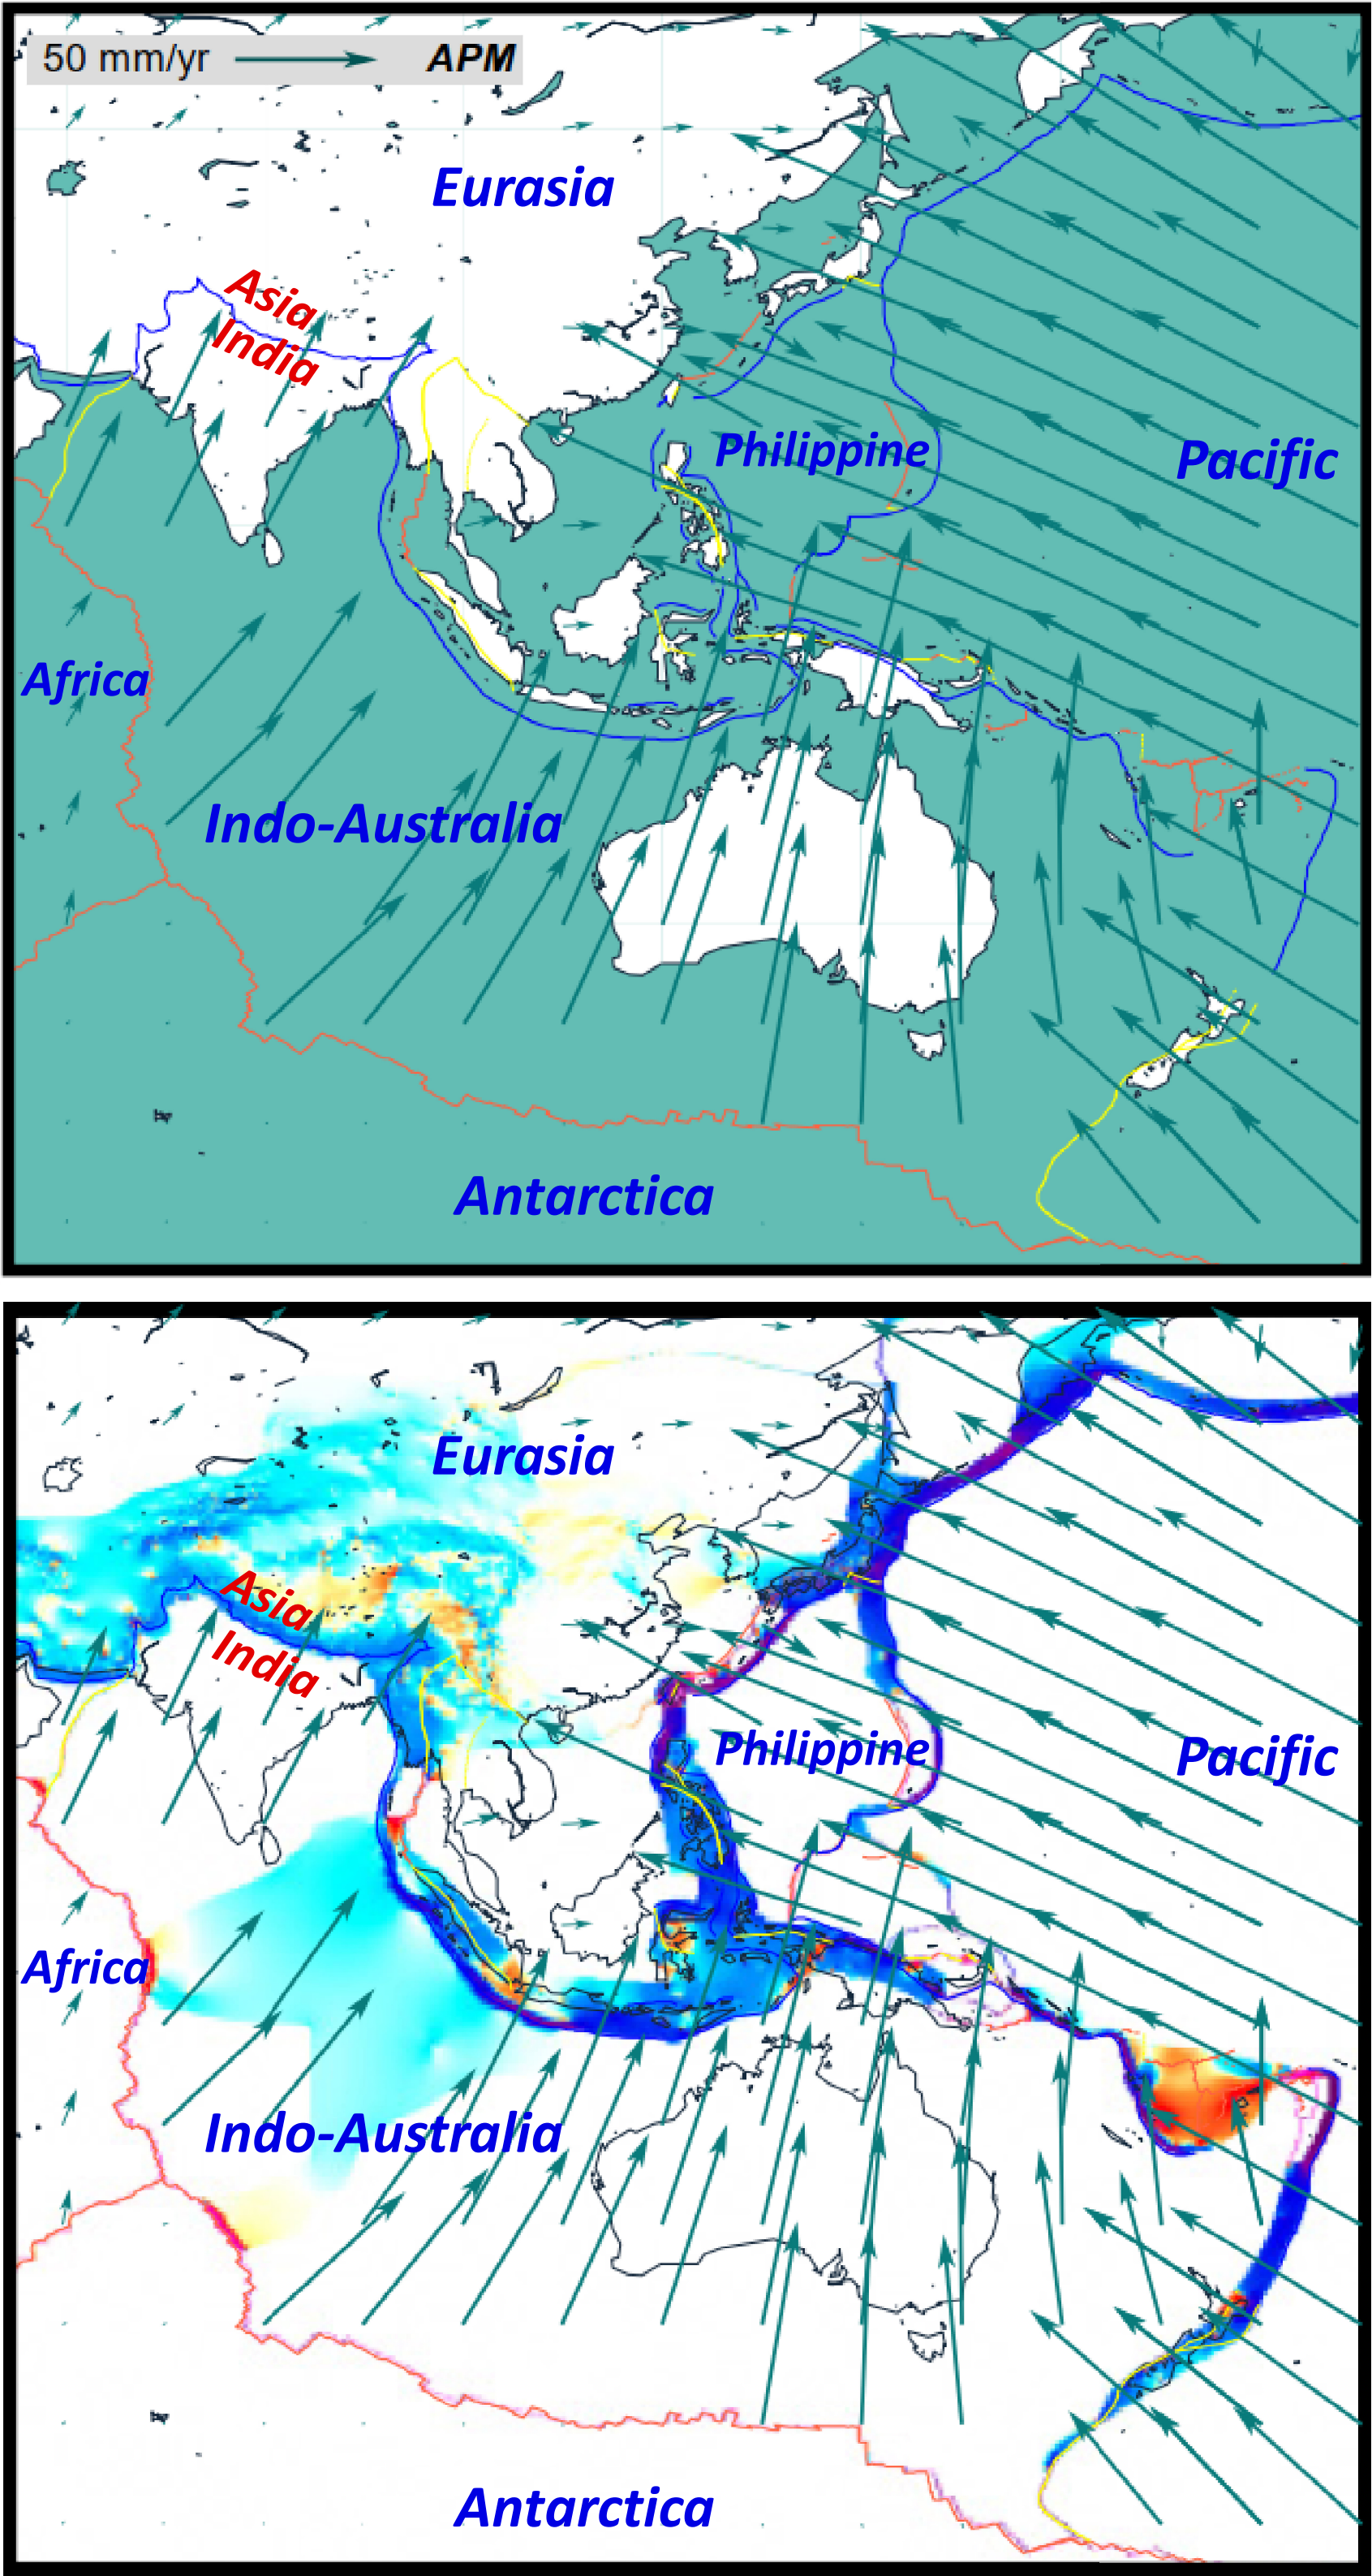 50 mm/yr APM
Eurasia
Asia
India
Philippine
Pacific
Africa
Indo-Australia
Antarctica
Eurasia
Asia
India
Philippine
Pacific
Africa
Indo-Australia
Antarctica